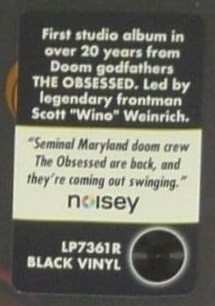 First studio album in
over 20 years from
Doom godfathers
THE OBSESSED. Led by
legendary frontman
Scott "Wino" Weinrich.
"Seminal Maryland doom crew
The Obsessed are back, and
they're coming out swinging."
noisey
LP7361R
BLACK VINYL